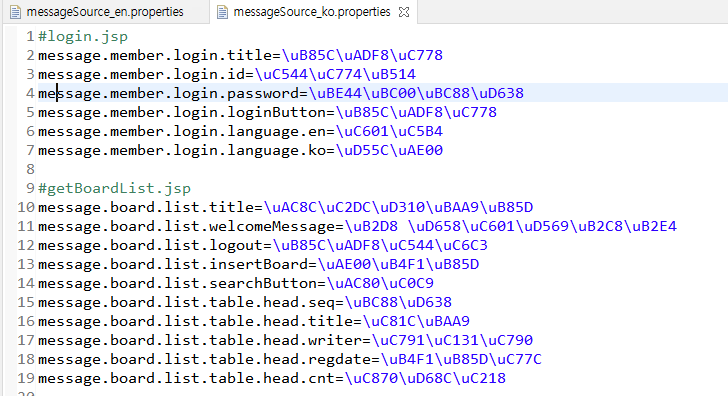 messageSource_en.properties messageSource_ko.properties
1 #login.jsp
2 message.member.login.title=\uB85C\uADF8\uC778
3 message.member.login.id=\uC544\uC774\uB514
4 message.member.login.password=\uBE44\uBC00\uBC88\uD638
5 message.member.login.loginButton=\uB85C\uADF8\uC778
6 message.member.login.language.en=\uC601\uC5B4
7 message.member.login.language.ko=\uD55C\uAE00
8
9 #getBoardList.jsp
10 message.board.list.title=\uAC8C\uC2DC\uD310\uBAA9\uB85D
11 message.board.list.welcomeMessage=\uB2D8 \uD658\uC601\uD569\uB2C8\uB2E4
12 message.board.list.logout=\uB85C\uADF8\uC544\uC6C3
13 message.board.list.insertBoard=\uAE00\uB4F1\uB85D
14 message.board.list.searchButton=\uAC80\uC0C9
15 message.board.list.table.head.seq=\uBC88\uD638
16 message.board.list.table.head.title=\uC81C\uBAA9
17 message.board.list.table.head.writer=\uC791\uC131\uC790
18 message.board.list.table.head.regdate=\uB4F1\uB85D\uC77C
19 message.board.list.table.head.cnt=\uC870\uD68C\uC218